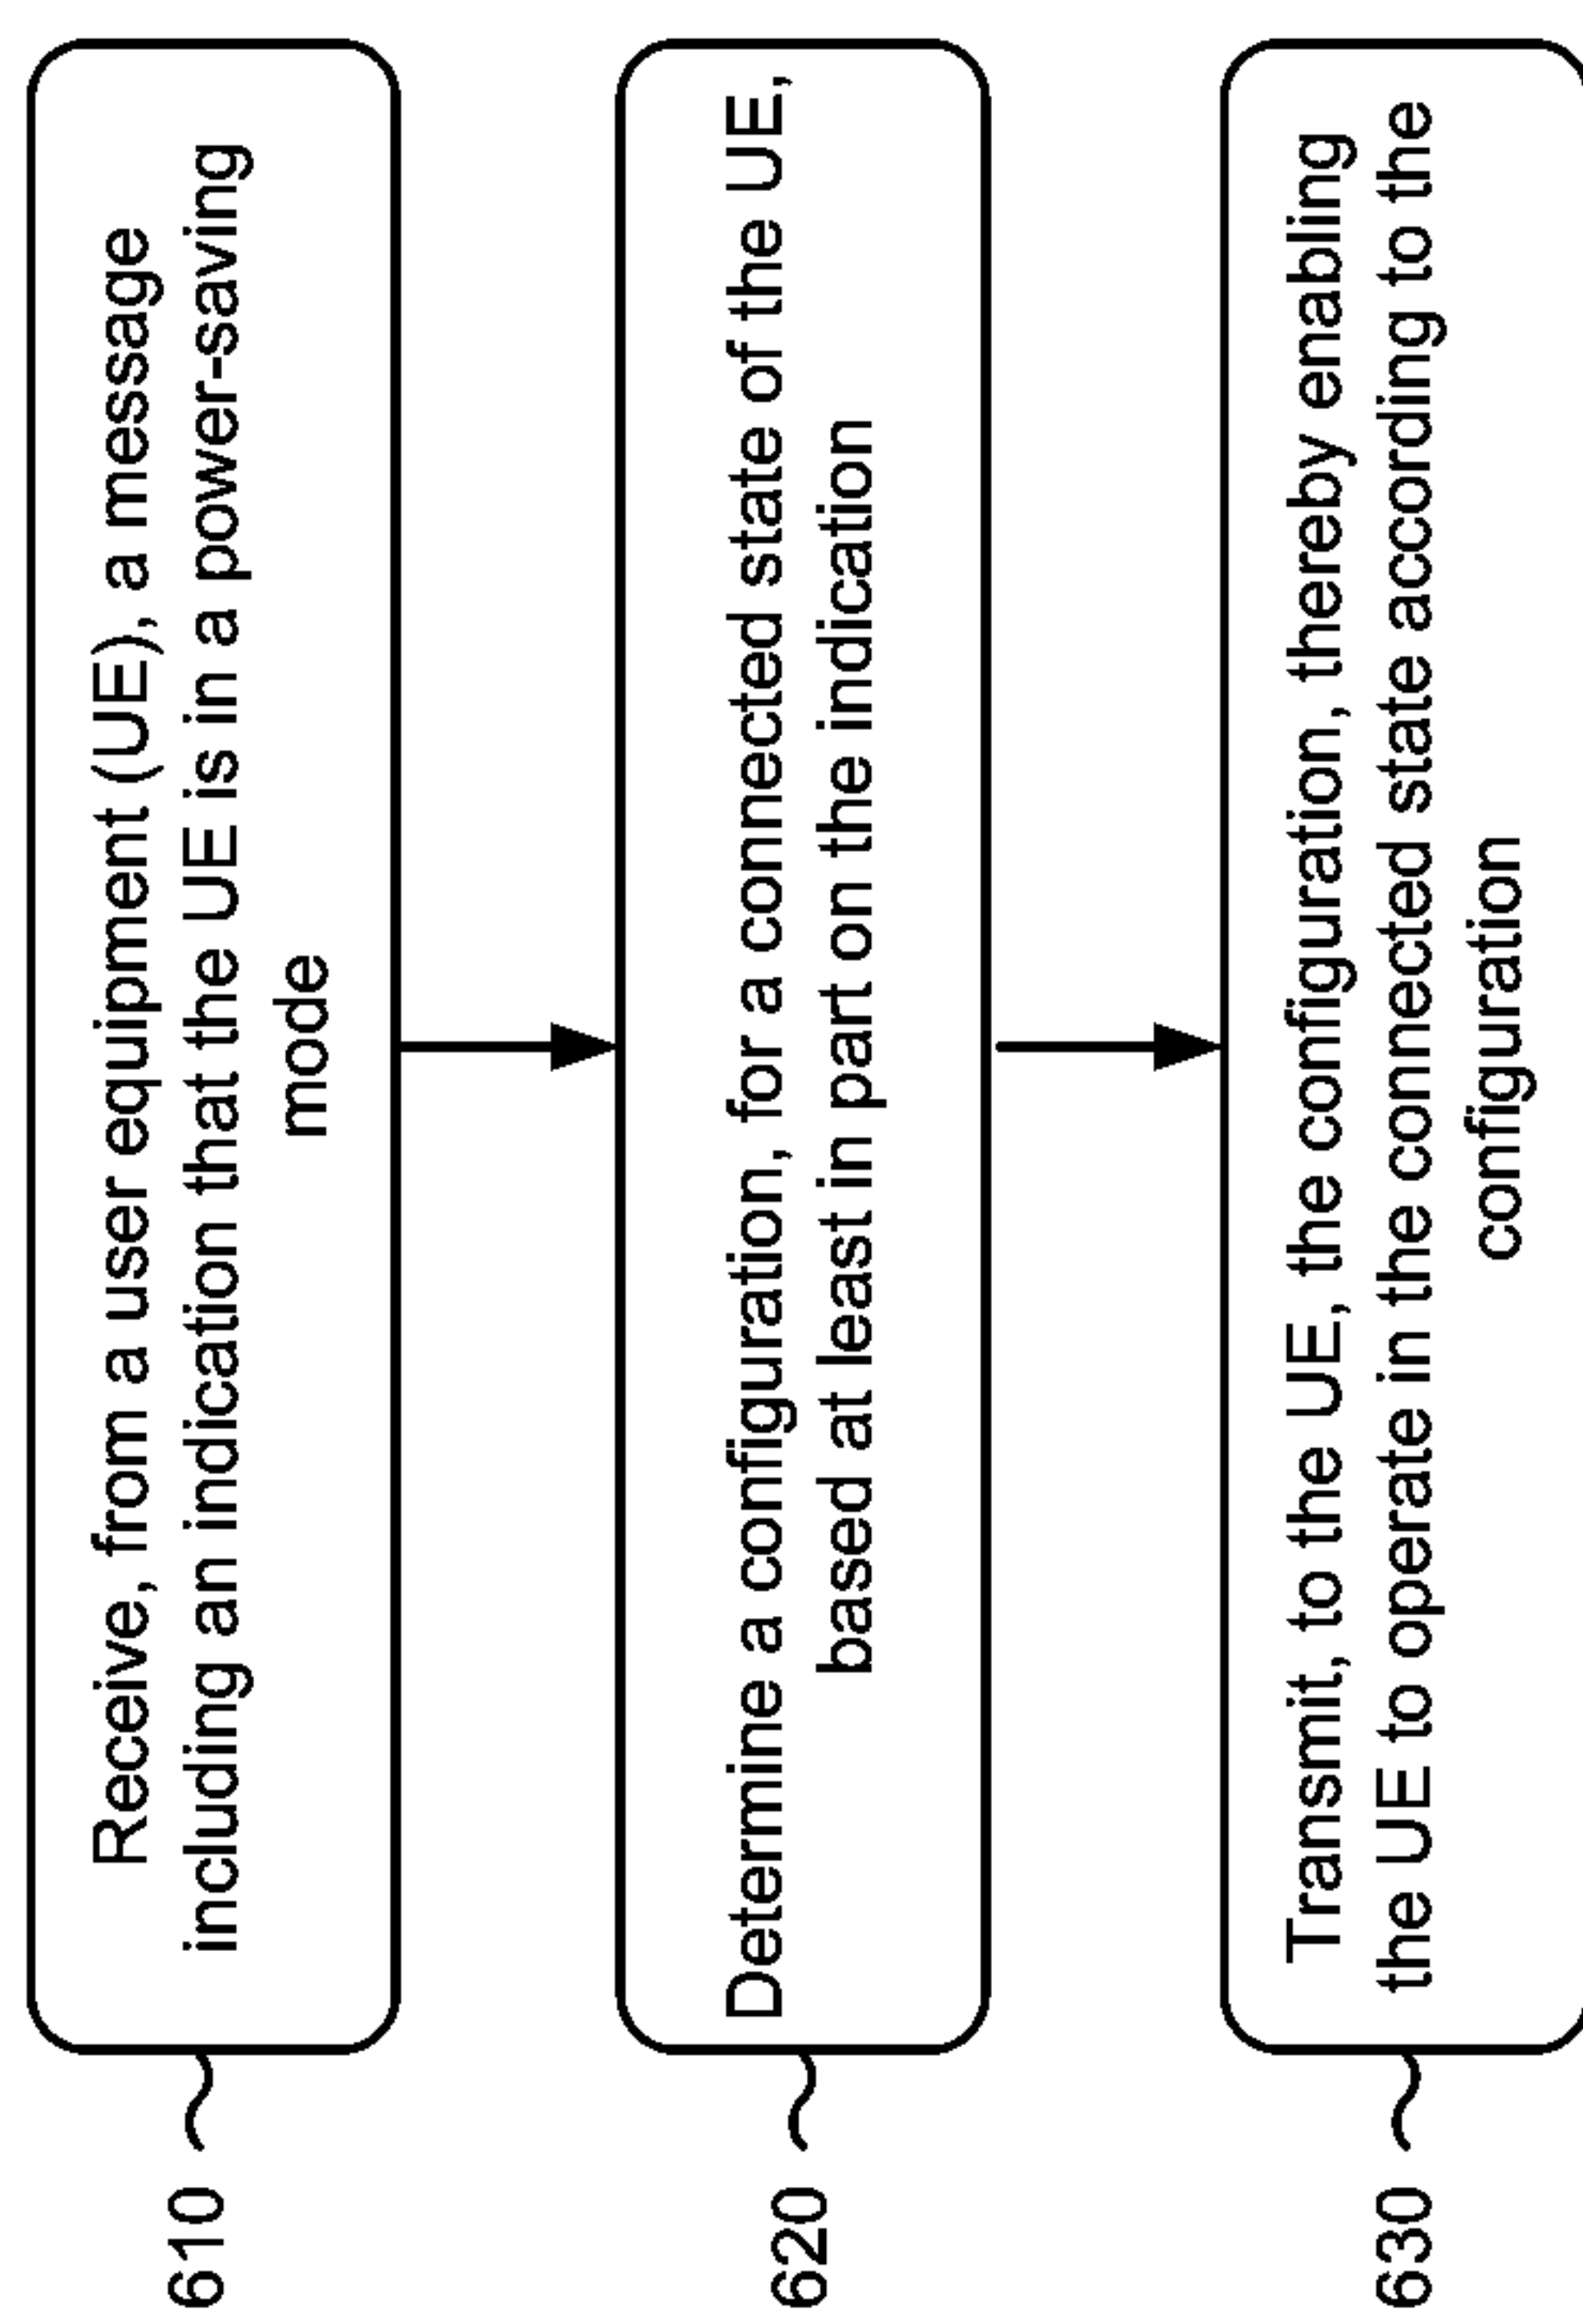 610
Receive, from a user equipment (UE), a message
including an indication that the UE is in a power-saving
mode
620
Determine a configuration, for a connected state of the UE,
based at least in part on the indication
630
Transmit, to the UE, the configuration, thereby enabling
the UE to operate in the connected state according to the
configuration